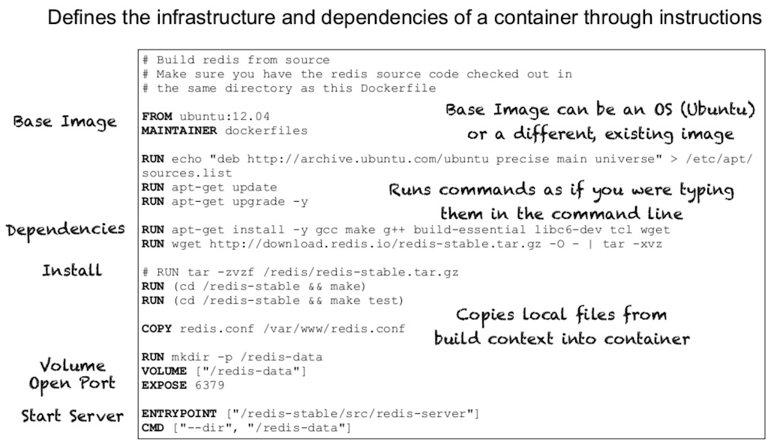 Defines the infrastructure and dependencies of a container through instructions
# Build redis from source
# Make sure you have the redis source code checked out in
# the same directory as this Dockerfile
Base Image
FROM ubuntu:12.04
MAINTAINER dockerfiles
Base Image can be an OS (Ubuntu)
or a different, existing image
RUN echo "deb http://archive.ubuntu.com/ubuntu precise main universe" > /etc/apt/
sources.list
RUN apt-get update
RUN apt-get upgrade -y
Runs commands as if you were typing
them in the command line
Dependencies
RUN apt-get install -y gcc make g++ build-essential libc6-dev tcl wget
RUN wget http://download.redis.io/redis-stable.tar.gz -O - | tar -xvz
Install
# RUN tar -zvzf /redis/redis-stable.tar.gz
RUN (cd /redis-stable && make)
RUN (cd /redis-stable && make test)
COPY redis.conf /var/www/redis.conf
Copies local files from
build context into container
Volume
Open Port
RUN mkdir -p /redis-data
VOLUME ["/redis-data"]
EXPOSE 6379
Start Server
ENTRYPOINT ["/redis-stable/src/redis-server"]
CMD ["--dir", "/redis-data"]